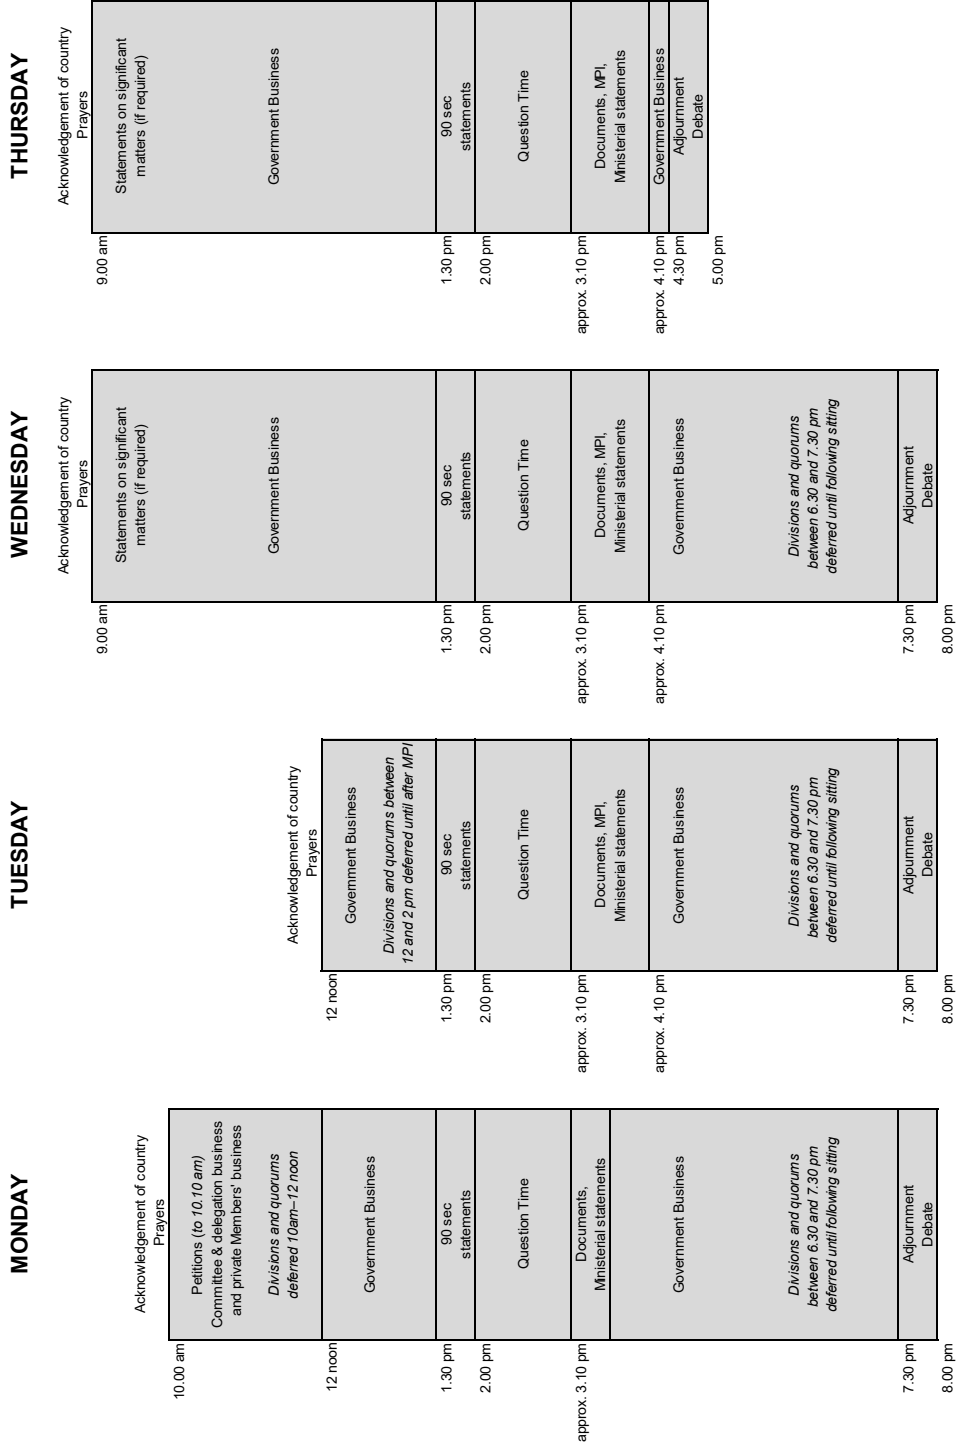 MONDAY
Acknowledgement of country
Prayers
10.00 am
Petitions (to 10.10 am)
Committee & delegation business
and private Members' business
Divisions and quorums
deferred 10am–12 noon
12 noon
Government Business
1.30 pm
90 sec
statements
2.00 pm
Question Time
approx. 3.10 pm
Documents,
Ministerial statements
Government Business
Divisions and quorums
between 6.30 and 7.30 pm
deferred until following sitting
7.30 pm
Adjournment
Debate
8.00 pm
TUESDAY
Acknowledgement of country
Prayers
12 noon
Government Business
Divisions and quorums between
12 and 2 pm deferred until after MPI
1.30 pm
90 sec
statements
2.00 pm
Question Time
approx. 3.10 pm
Documents, MPI,
Ministerial statements
approx. 4.10 pm
Government Business
Divisions and quorums
between 6.30 and 7.30 pm
deferred until following sitting
7.30 pm
Adjournment
Debate
8.00 pm
WEDNESDAY
Acknowledgement of country
Prayers
9.00 am
Statements on significant
matters (if required)
Government Business
1.30 pm
90 sec
statements
2.00 pm
Question Time
approx. 3.10 pm
Documents, MPI,
Ministerial statements
approx. 4.10 pm
Government Business
Divisions and quorums
between 6.30 and 7.30 pm
deferred until following sitting
7.30 pm
Adjournment
Debate
8.00 pm
THURSDAY
Acknowledgement of country
Prayers
9.00 am
Statements on significant
matters (if required)
Government Business
1.30 pm
90 sec
statements
2.00 pm
Question Time
approx. 3.10 pm
Documents, MPI,
Ministerial statements
approx. 4.10 pm
Government Business
4.30 pm
Adjournment
Debate
5.00 pm